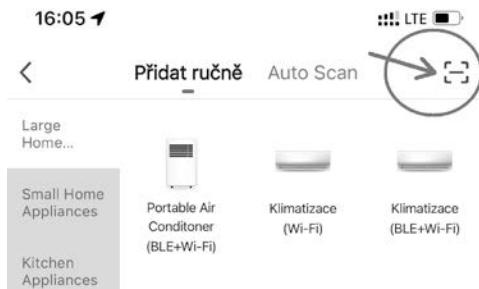 16:05
LTE
Přidat ručně
Auto Scan
Large
Home...
Small Home
Appliances
Kitchen
Appliances
Portable Air
Conditoner
(BLE+Wi-Fi)
Klimatizace
(Wi-Fi)
Klimatizace
(BLE+Wi-Fi)